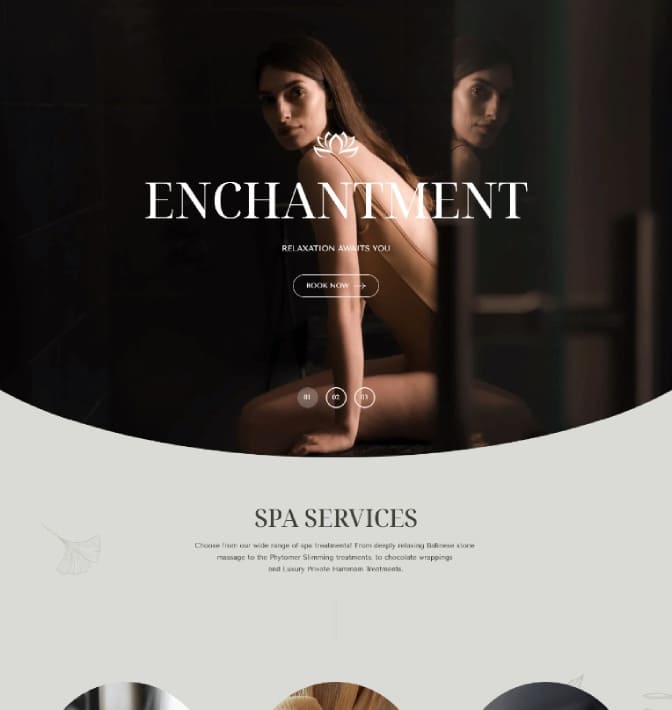 ENCHANTMENT
RELAXATION AWAITS YOU
BOOK NOW
01 02 03
SPA SERVICES
Choose from our wide range of spa treatments! From deeply relaxing Balinese stone
massage to the Phytomer Slimming treatments, to chocolate wrappings
and Luxury Private Hammam Treatments.